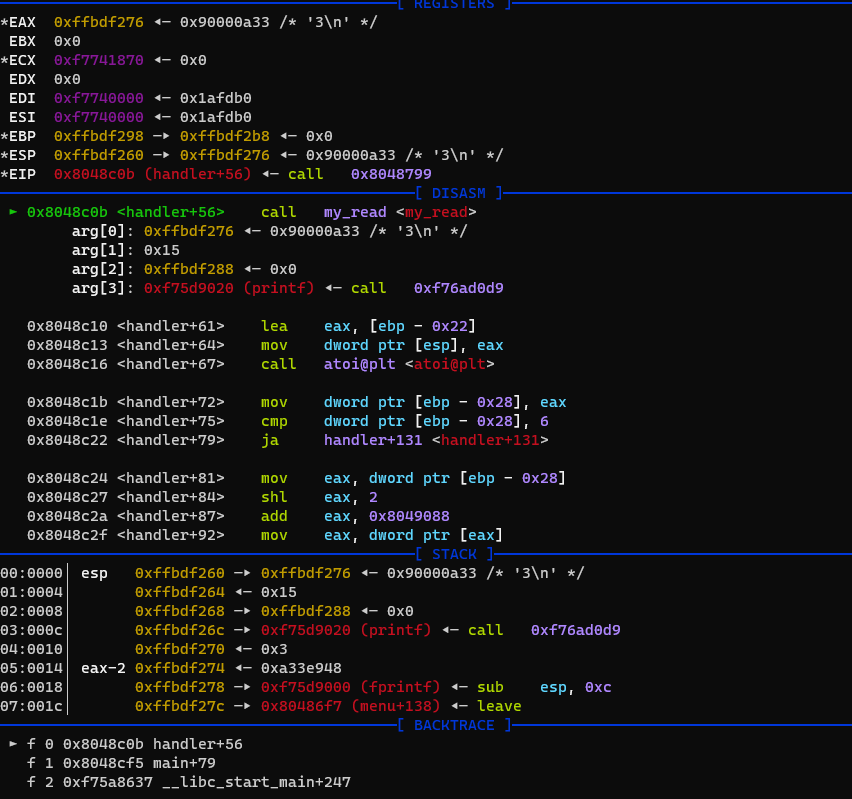 [ REGISTERS ]
*EAX  0xffbdf276 ◂— 0x90000a33 /* '3\n' */
 EBX  0x0
*ECX  0xf7741870 ◂— 0x0
 EDX  0x0
 EDI  0xf7740000 ◂— 0x1afdb0
 ESI  0xf7740000 ◂— 0x1afdb0
*EBP  0xffbdf298 —▸ 0xffbdf2b8 ◂— 0x0
*ESP  0xffbdf260 —▸ 0xffbdf276 ◂— 0x90000a33 /* '3\n' */
*EIP  0x8048c0b (handler+56) ◂— call   0x8048799
[ DISASM ]
 ► 0x8048c0b <handler+56>    call   my_read <my_read>
        arg[0]: 0xffbdf276 ◂— 0x90000a33 /* '3\n' */
        arg[1]: 0x15
        arg[2]: 0xffbdf288 ◂— 0x0
        arg[3]: 0xf75d9020 (printf) ◂— call   0xf76ad0d9
   0x8048c10 <handler+61>    lea    eax, [ebp - 0x22]
   0x8048c13 <handler+64>    mov    dword ptr [esp], eax
   0x8048c16 <handler+67>    call   atoi@plt <atoi@plt>
   0x8048c1b <handler+72>    mov    dword ptr [ebp - 0x28], eax
   0x8048c1e <handler+75>    cmp    dword ptr [ebp - 0x28], 6
   0x8048c22 <handler+79>    ja     handler+131 <handler+131>
   0x8048c24 <handler+81>    mov    eax, dword ptr [ebp - 0x28]
   0x8048c27 <handler+84>    shl    eax, 2
   0x8048c2a <handler+87>    add    eax, 0x8049088
   0x8048c2f <handler+92>    mov    eax, dword ptr [eax]
[ STACK ]
00:0000│ esp   0xffbdf260 —▸ 0xffbdf276 ◂— 0x90000a33 /* '3\n' */
01:0004│       0xffbdf264 ◂— 0x15
02:0008│       0xffbdf268 —▸ 0xffbdf288 ◂— 0x0
03:000c│       0xffbdf26c —▸ 0xf75d9020 (printf) ◂— call   0xf76ad0d9
04:0010│       0xffbdf270 ◂— 0x3
05:0014│ eax-2 0xffbdf274 ◂— 0xa33e948
06:0018│       0xffbdf278 —▸ 0xf75d9000 (fprintf) ◂— sub    esp, 0xc
07:001c│       0xffbdf27c —▸ 0x80486f7 (menu+138) ◂— leave
[ BACKTRACE ]
 ► f 0 0x8048c0b handler+56
   f 1 0x8048cf5 main+79
   f 2 0xf75a8637 __libc_start_main+247